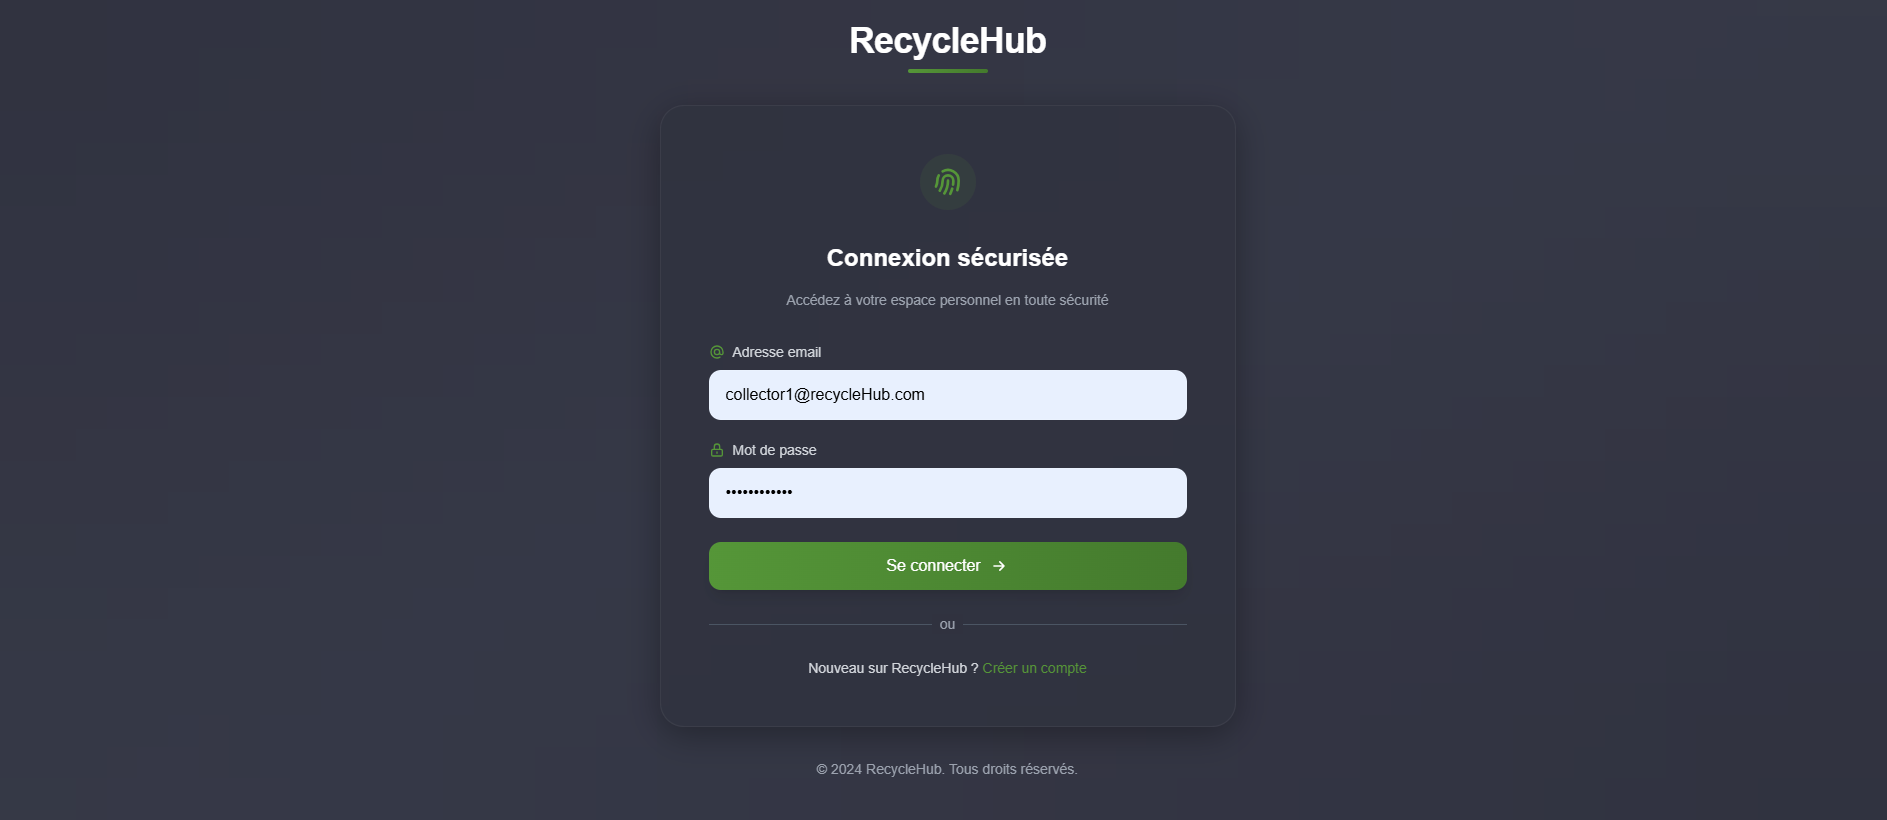 RecycleHub
Connexion sécurisée
Accédez à votre espace personnel en toute sécurité
Adresse email
collector1@recycleHub.com
Mot de passe
••••••••••••
Se connecter →
ou
Nouveau sur RecycleHub ? Créer un compte
© 2024 RecycleHub. Tous droits réservés.